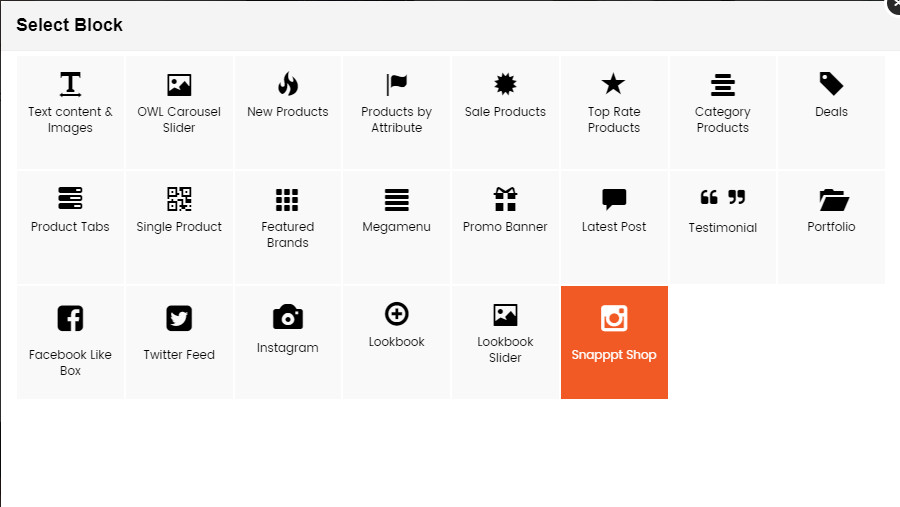 Select Block
Text content &
Images
OWL Carousel
Slider
New Products
Products by
Attribute
Sale Products
Top Rate
Products
Category
Products
Deals
Product Tabs
Single Product
Featured
Brands
Megamenu
Promo Banner
Latest Post
Testimonial
Portfolio
Facebook Like
Box
Twitter Feed
Instagram
Lookbook
Lookbook
Slider
Snapppt Shop